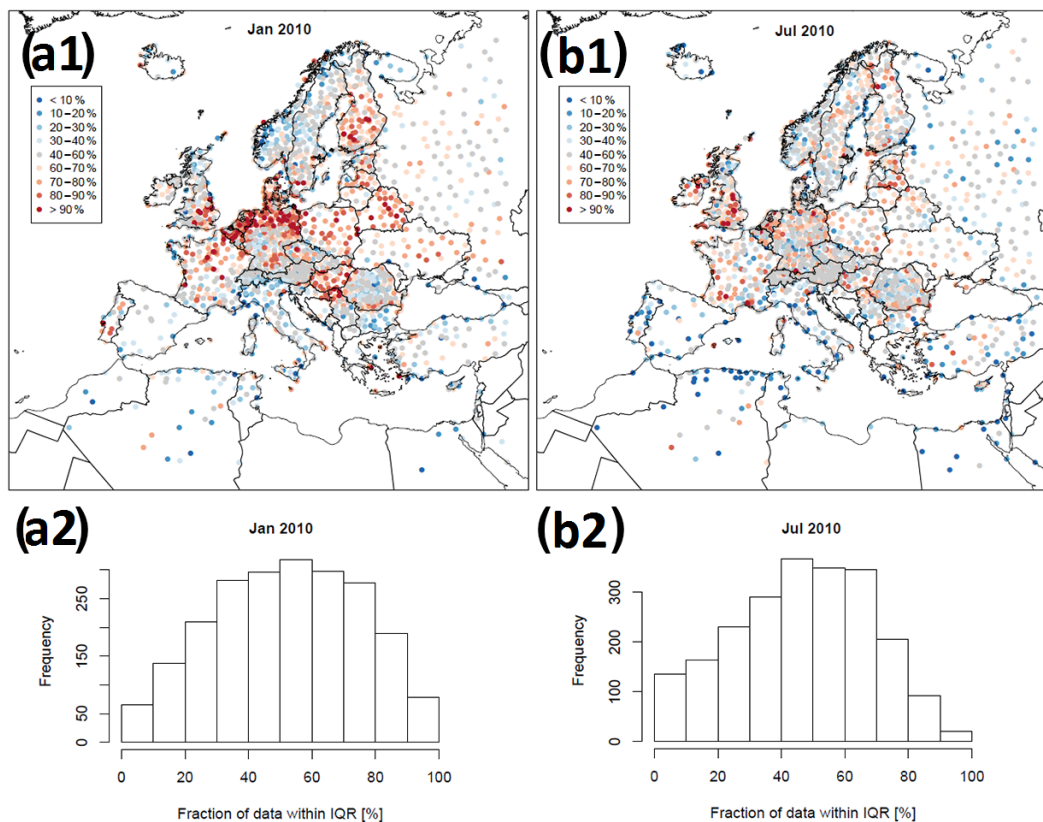 (a1)
Jan 2010
< 10 %
10 – 20 %
20 – 30 %
30 – 40 %
40 – 60 %
60 – 70 %
70 – 80 %
80 – 90 %
> 90 %
(b1)
Jul 2010
< 10 %
10 – 20 %
20 – 30 %
30 – 40 %
40 – 60 %
60 – 70 %
70 – 80 %
80 – 90 %
> 90 %
(a2)
Jan 2010
Frequency
250
150
50
0
0 20 40 60 80 100
Fraction of data within IQR [%]
(b2)
Jul 2010
Frequency
300
200
100
0
0 20 40 60 80 100
Fraction of data within IQR [%]